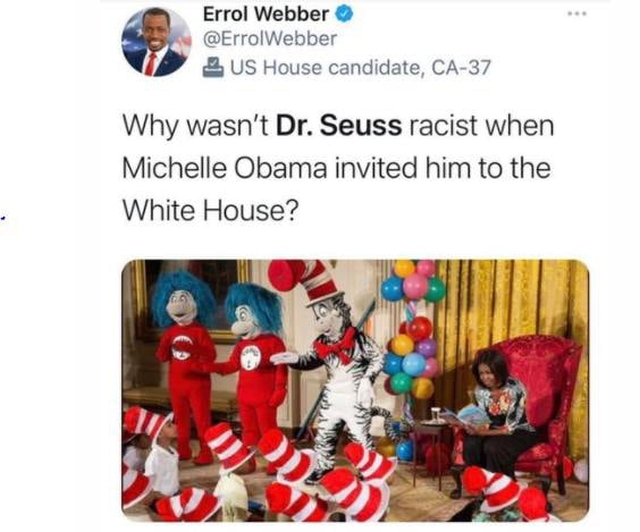 Errol Webber
@ErrolWebber
US House candidate, CA-37
Why wasn't Dr. Seuss racist when
Michelle Obama invited him to the
White House?